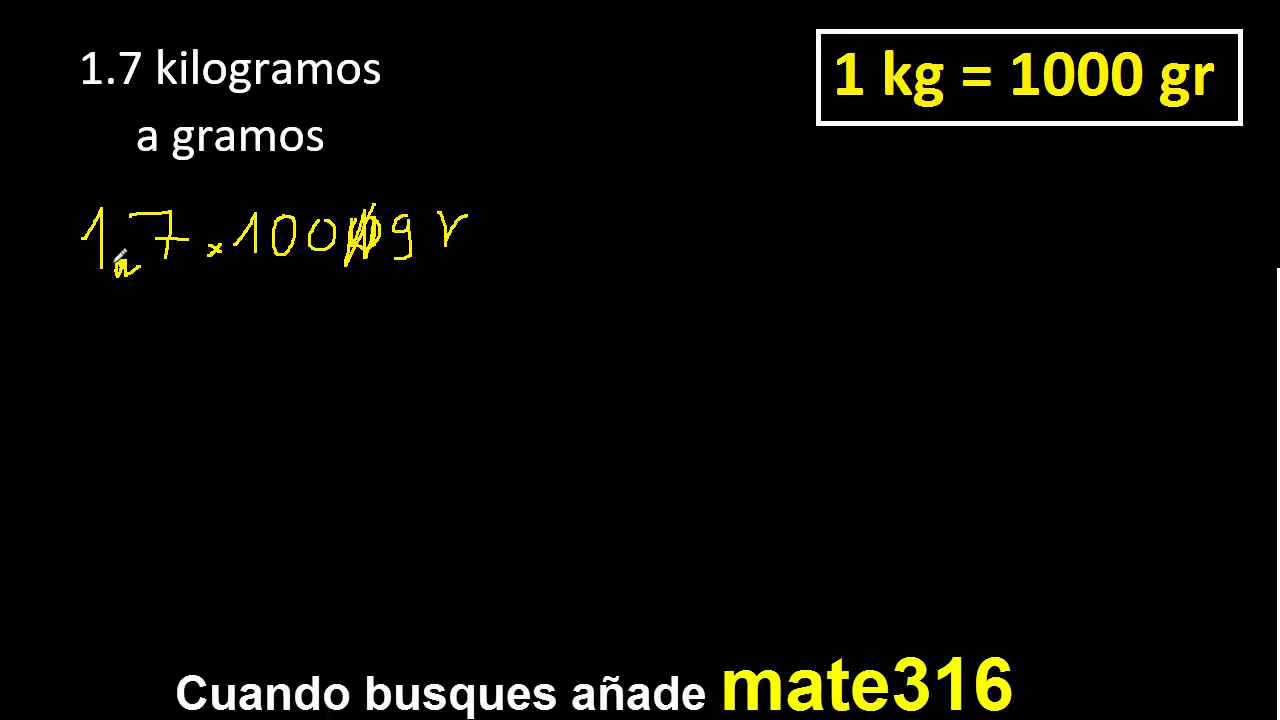 1.7 kilogramos
a gramos
1 kg = 1000 gr
1.7 x 1000 gr
Cuando busques añade mate316